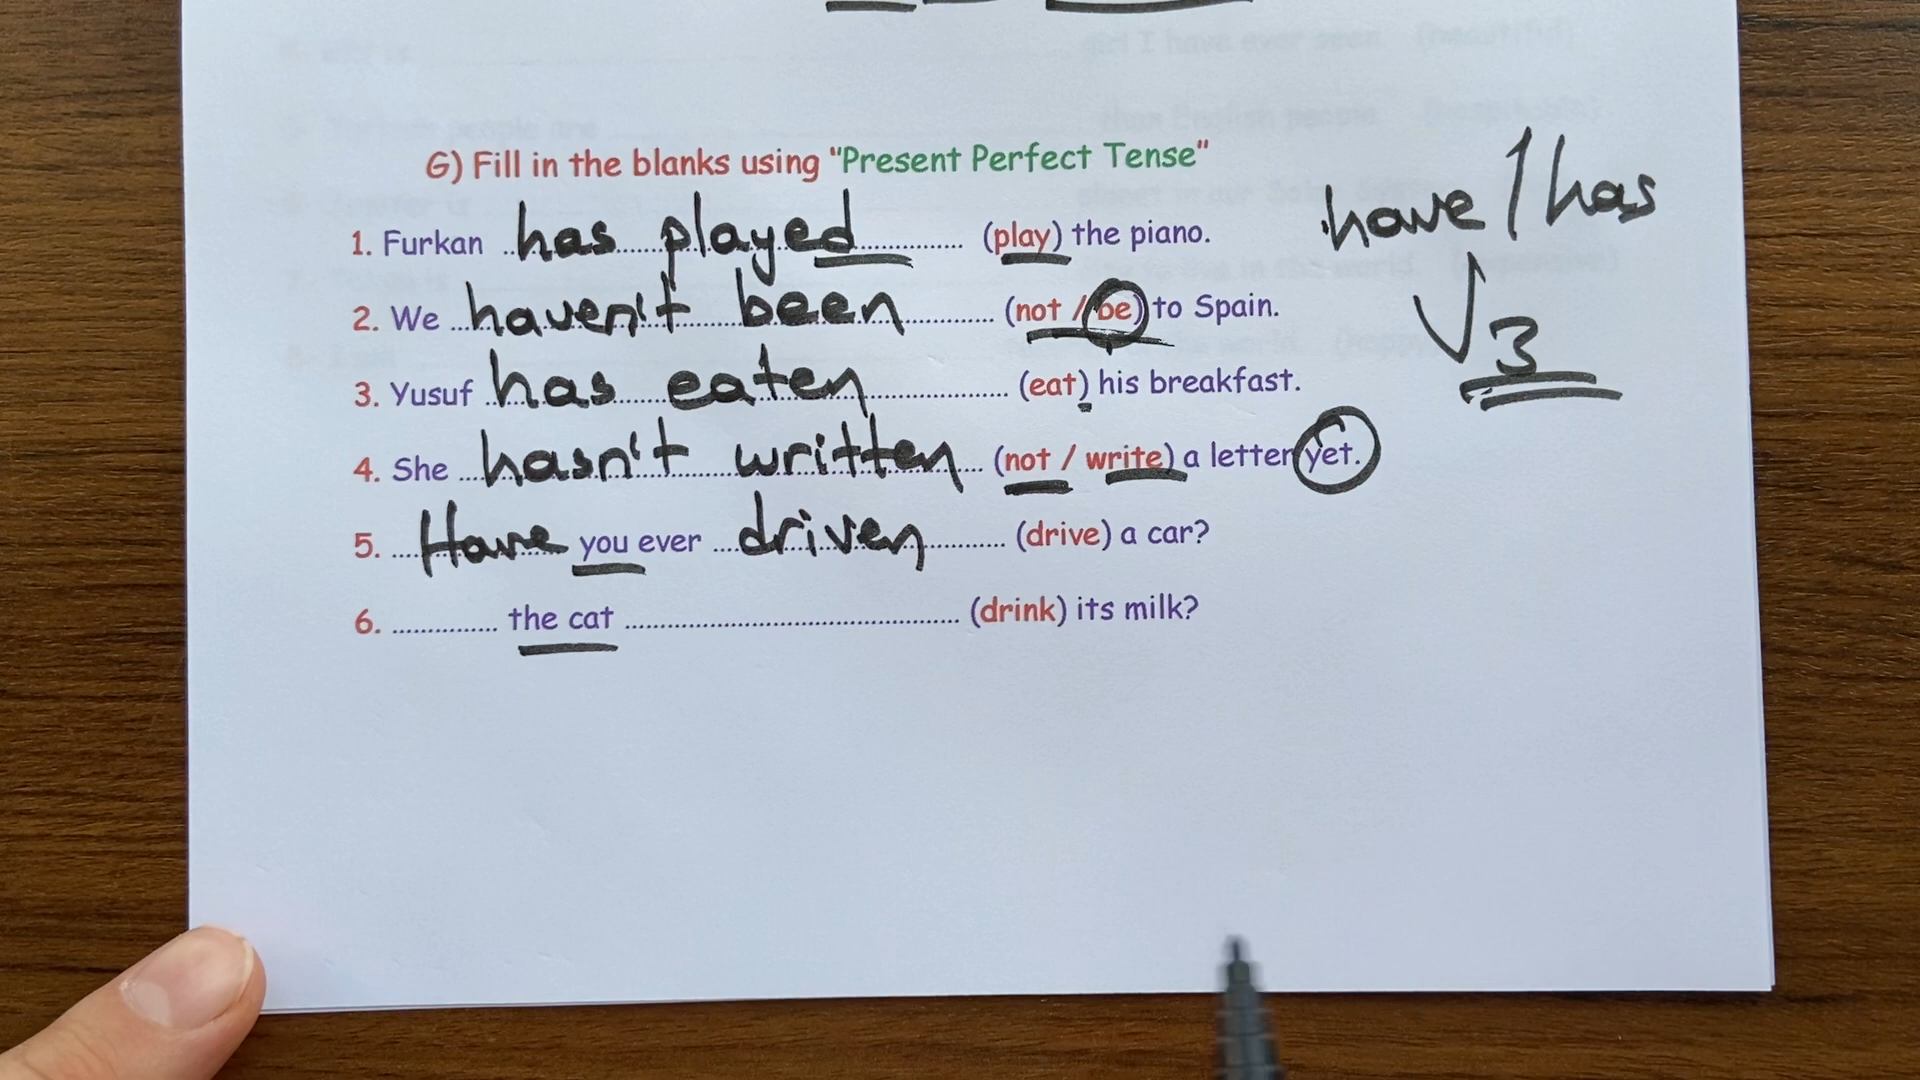 G) Fill in the blanks using "Present Perfect Tense"
have / has
V3
1. Furkan has played (play) the piano.
2. We haven't been (not / be) to Spain.
3. Yusuf has eaten (eat) his breakfast.
4. She hasn't written (not / write) a letter yet.
5. Have you ever driven (drive) a car?
6. .............. the cat ............................................. (drink) its milk?